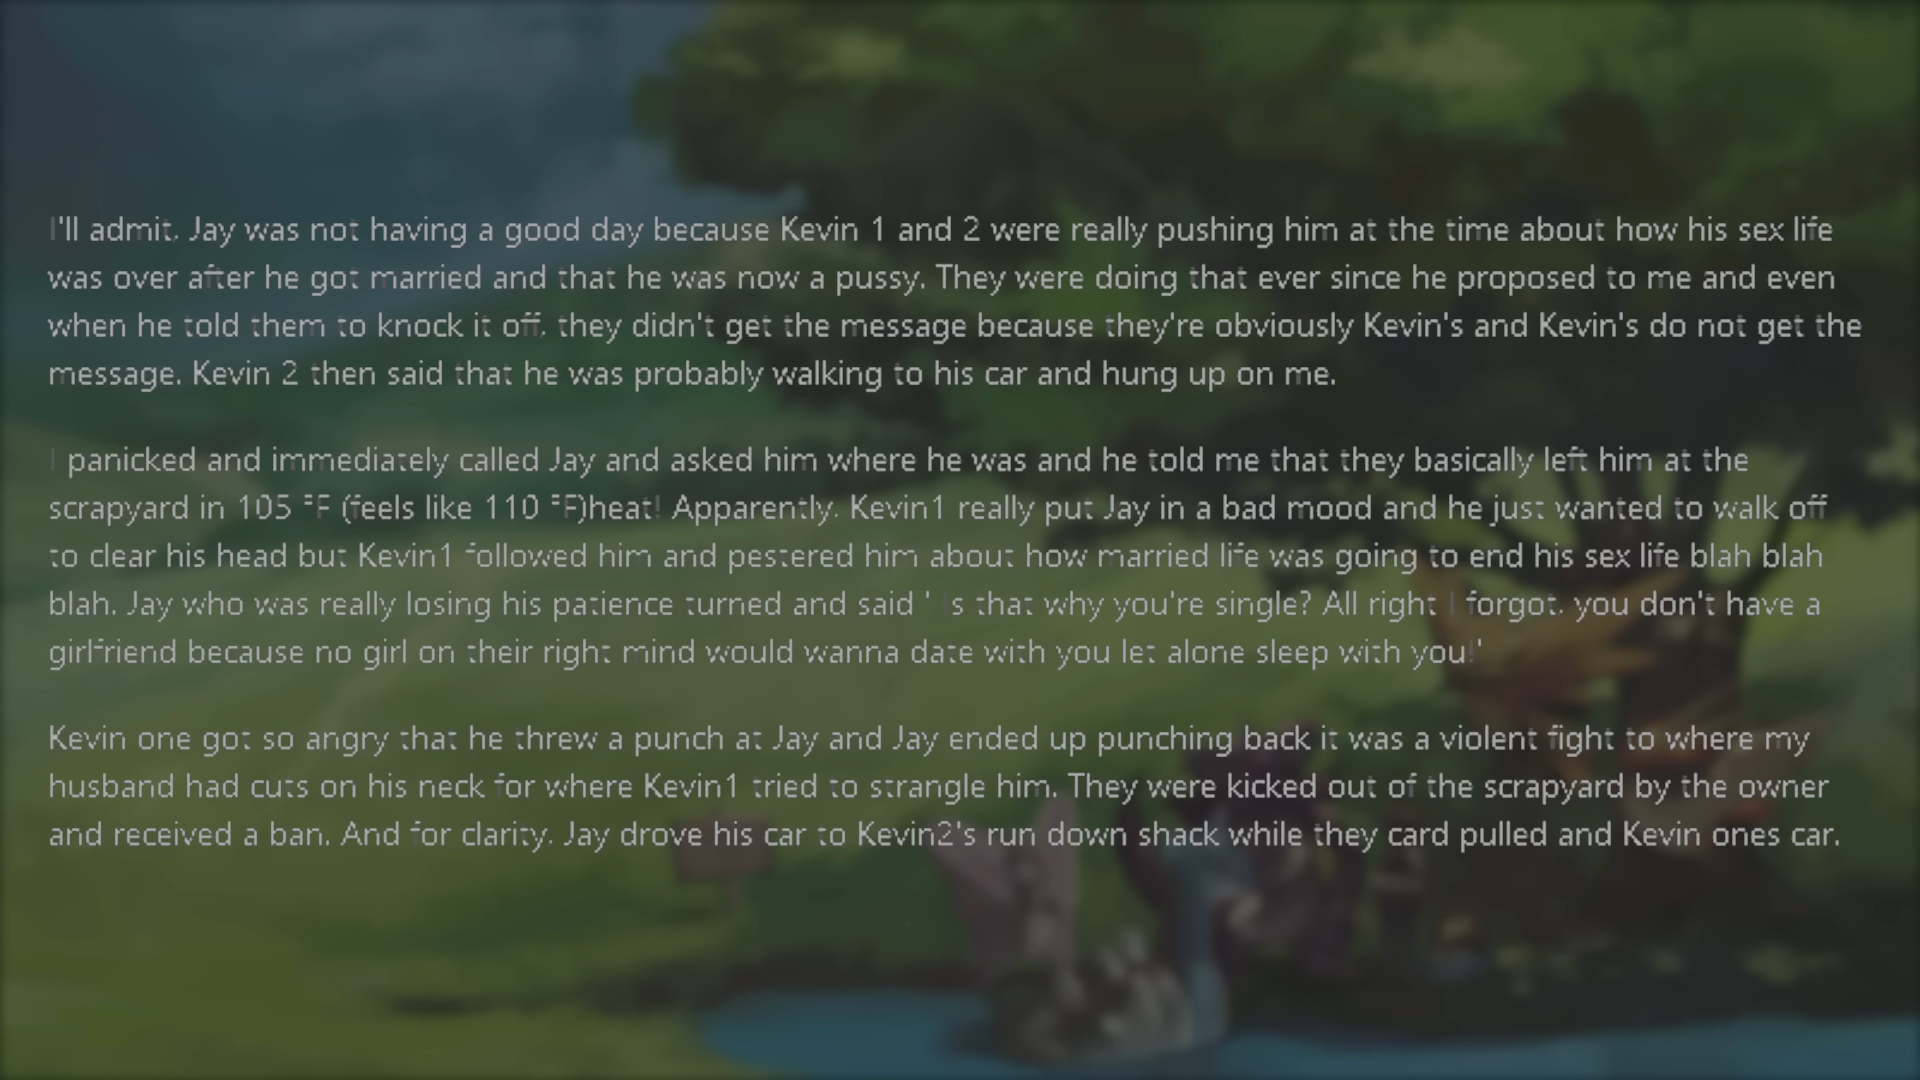 I'll admit, Jay was not having a good day because Kevin 1 and 2 were really pushing him at the time about how his sex life
was over after he got married and that he was now a pussy. They were doing that ever since he proposed to me and even
when he told them to knock it off, they didn't get the message because they're obviously Kevin's and Kevin's do not get the
message. Kevin 2 then said that he was probably walking to his car and hung up on me.
I panicked and immediately called Jay and asked him where he was and he told me that they basically left him at the
scrapyard in 105 °F (feels like 110 °F)heat! Apparently, Kevin1 really put Jay in a bad mood and he just wanted to walk off
to clear his head but Kevin1 followed him and pestered him about how married life was going to end his sex life blah blah
blah. Jay who was really losing his patience turned and said ' Is that why you're single? All right I forgot, you don't have a
girlfriend because no girl on their right mind would wanna date with you let alone sleep with you!'
Kevin one got so angry that he threw a punch at Jay and Jay ended up punching back it was a violent fight to where my
husband had cuts on his neck for where Kevin1 tried to strangle him. They were kicked out of the scrapyard by the owner
and received a ban. And for clarity, Jay drove his car to Kevin2's run down shack while they card pulled and Kevin ones car.